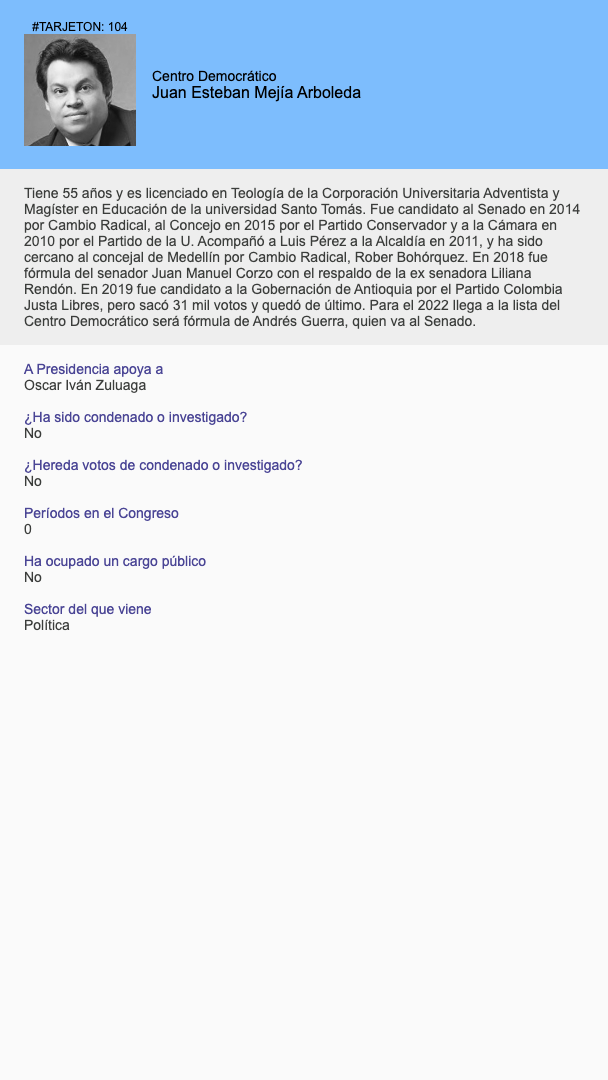 #TARJETON: 104
Centro Democrático
Juan Esteban Mejía Arboleda
Tiene 55 años y es licenciado en Teología de la Corporación Universitaria Adventista y
Magíster en Educación de la universidad Santo Tomás. Fue candidato al Senado en 2014
por Cambio Radical, al Concejo en 2015 por el Partido Conservador y a la Cámara en
2010 por el Partido de la U. Acompañó a Luis Pérez a la Alcaldía en 2011, y ha sido
cercano al concejal de Medellín por Cambio Radical, Rober Bohórquez. En 2018 fue
fórmula del senador Juan Manuel Corzo con el respaldo de la ex senadora Liliana
Rendón. En 2019 fue candidato a la Gobernación de Antioquia por el Partido Colombia
Justa Libres, pero sacó 31 mil votos y quedó de último. Para el 2022 llega a la lista del
Centro Democrático será fórmula de Andrés Guerra, quien va al Senado.
A Presidencia apoya a
Oscar Iván Zuluaga
¿Ha sido condenado o investigado?
No
¿Hereda votos de condenado o investigado?
No
Períodos en el Congreso
0
Ha ocupado un cargo público
No
Sector del que viene
Política